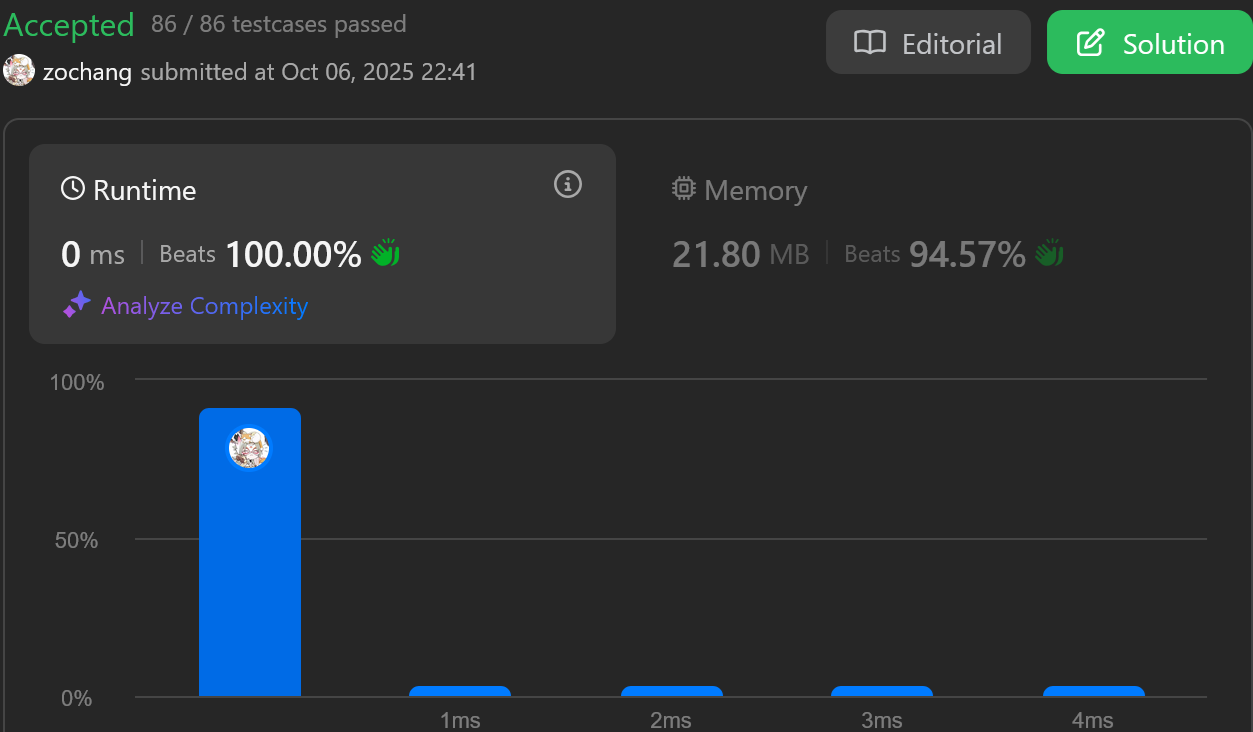 Accepted 86 / 86 testcases passed
Editorial
Solution
zochang submitted at Oct 06, 2025 22:41
Runtime
0 ms | Beats 100.00%
Analyze Complexity
Memory
21.80 MB | Beats 94.57%
100%
50%
0%
1ms 2ms 3ms 4ms